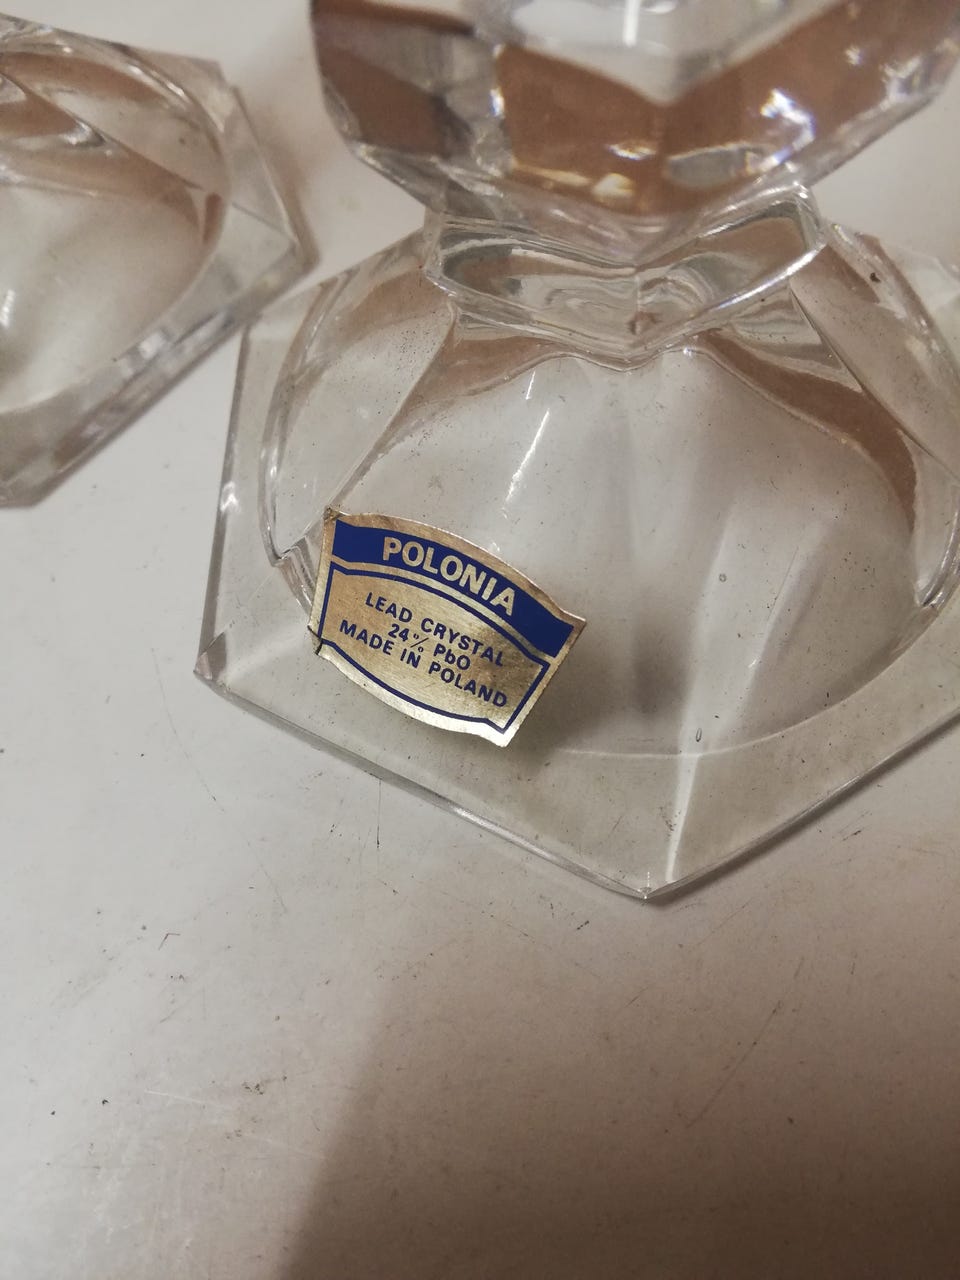 POLONIA
LEAD CRYSTAL
24% PbO
MADE IN POLAND